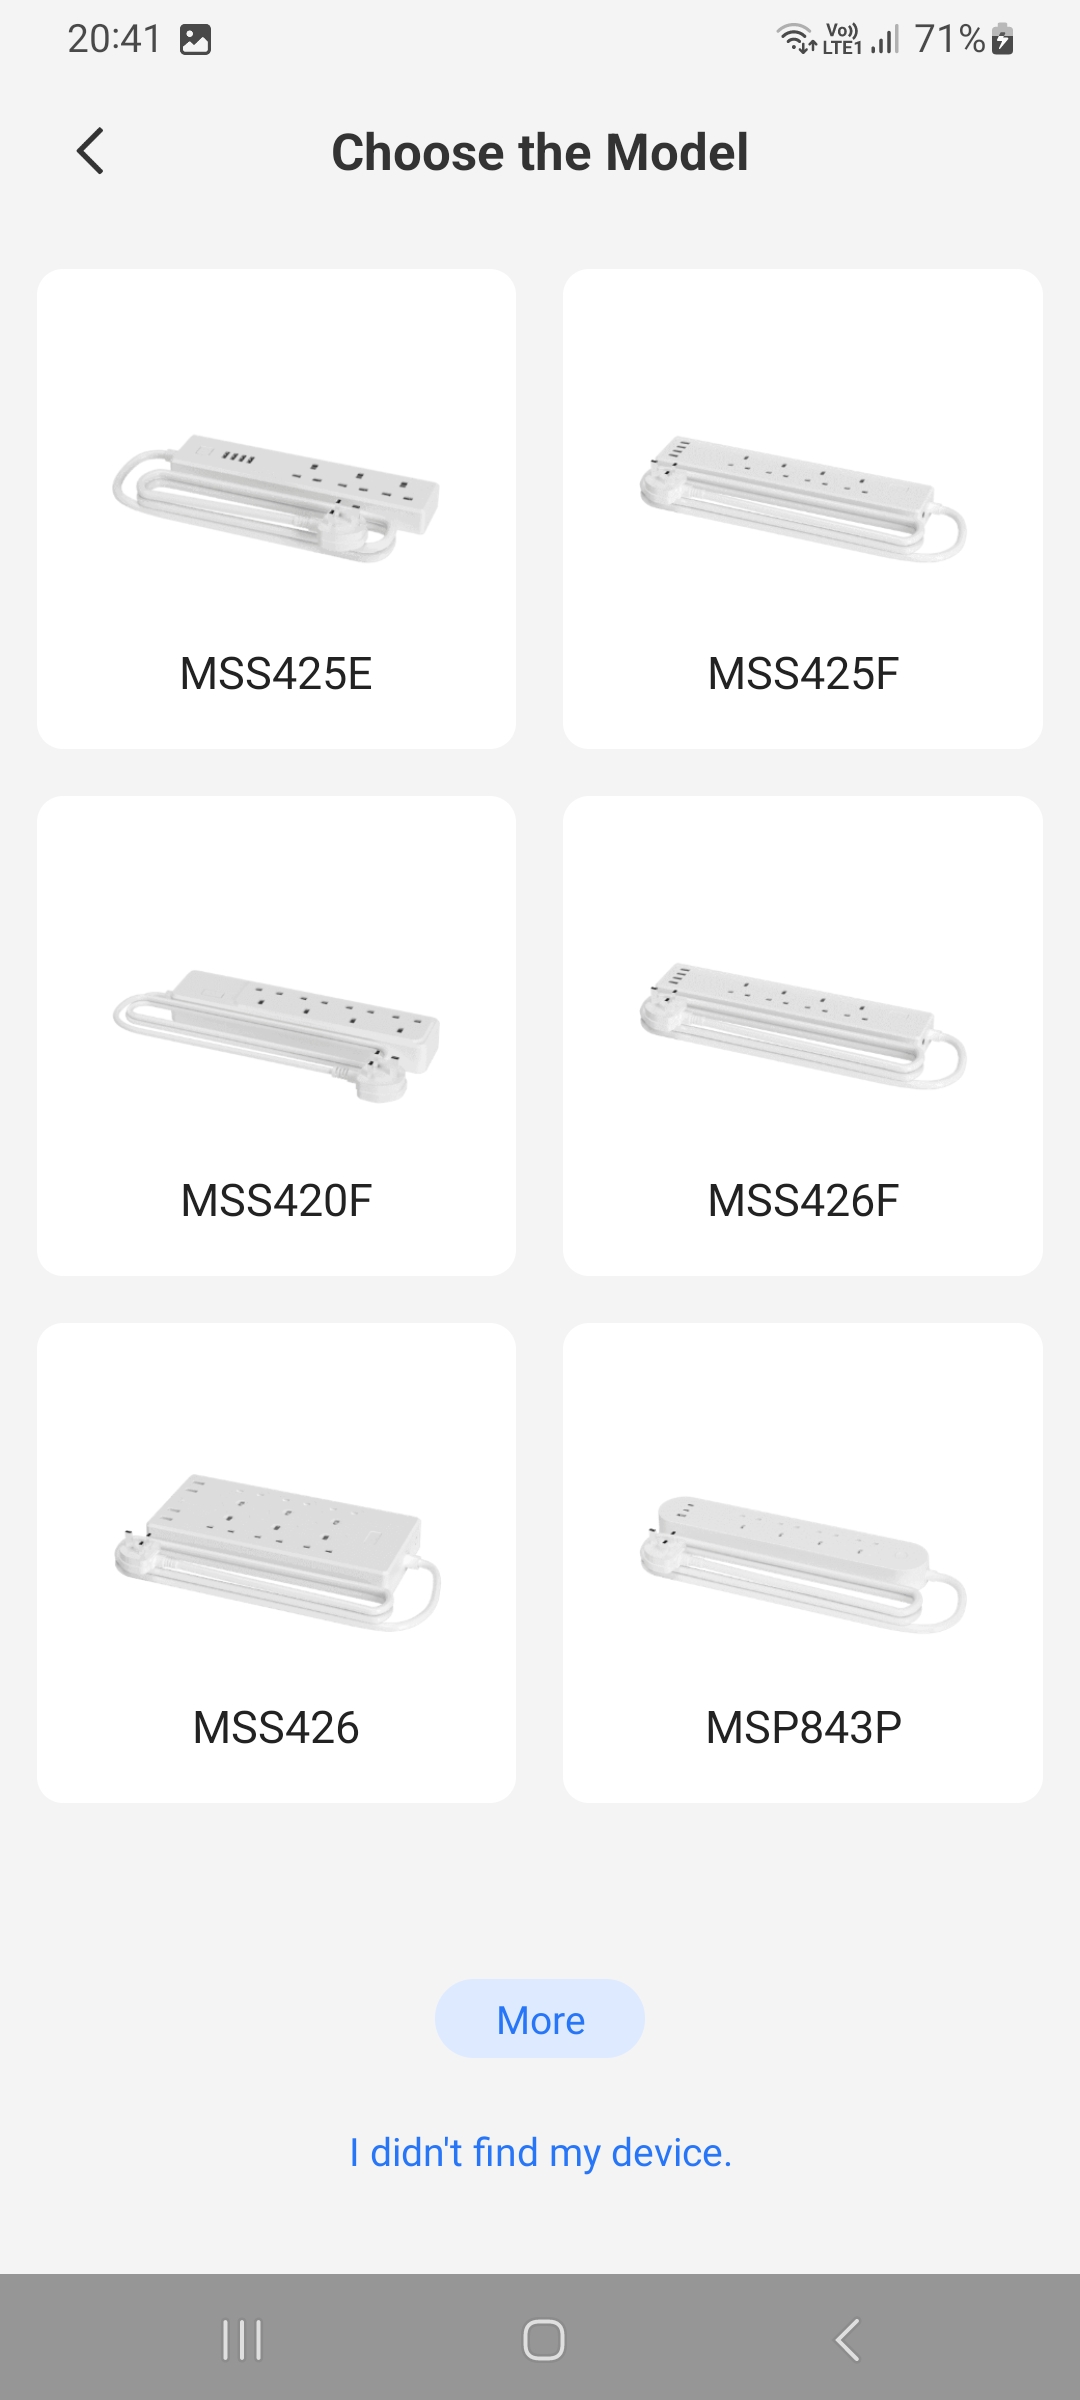 20:41
Vo)) LTE1 71%
Choose the Model
MSS425E
MSS425F
MSS420F
MSS426F
MSS426
MSP843P
More
I didn't find my device.